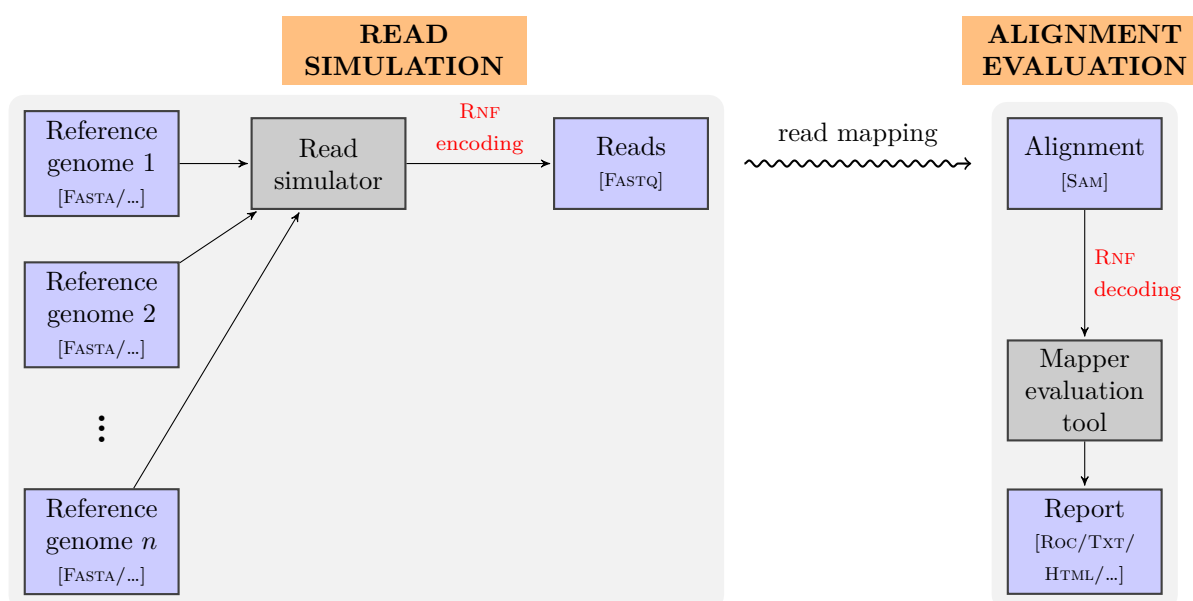 READ
SIMULATION
ALIGNMENT
EVALUATION
Reference
genome 1
[FASTA/...]
Read
simulator
RNF
encoding
Reads
[FASTQ]
read mapping
Alignment
[SAM]
Reference
genome 2
[FASTA/...]
RNF
decoding
Mapper
evaluation
tool
Reference
genome n
[FASTA/...]
Report
[ROC/TXT/
HTML/...]